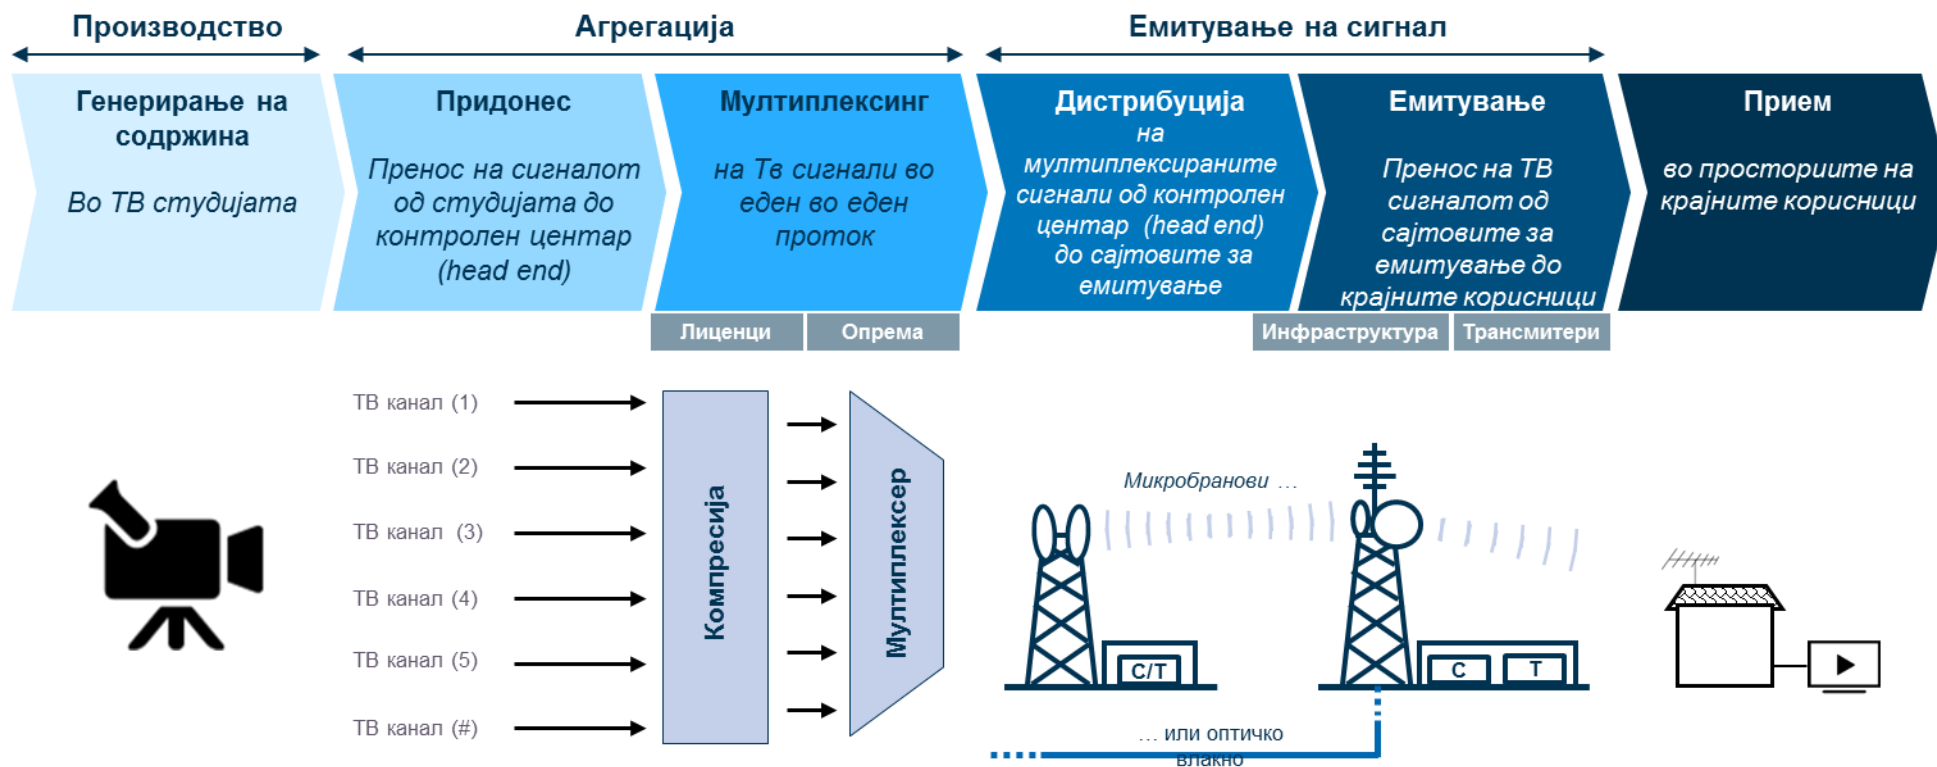 Производство
Агрегација
Емитување на сигнал
Генерирање на
содржина
Во ТВ студијата
Придонес
Пренос на сигналот
од студијата до
контролен центар
(head end)
Мултиплексинг
на Тв сигнали во
еден во еден
проток
Дистрибуција
на
мултиплексираните
сигнали од контролен
центар (head end)
до сајтовите за
емитување
Емитување
Пренос на ТВ
сигналот од
сајтовите за
емитување до
крајните корисници
Прием
во просториите на
крајните корисници
Лиценци
Опрема
Инфраструктура
Трансмитери
ТВ канал (1)
ТВ канал (2)
ТВ канал (3)
ТВ канал (4)
ТВ канал (5)
ТВ канал (#)
Компресија
Мултиплексер
Микробранови ...
C/T
C
T
... или оптичко
влакно